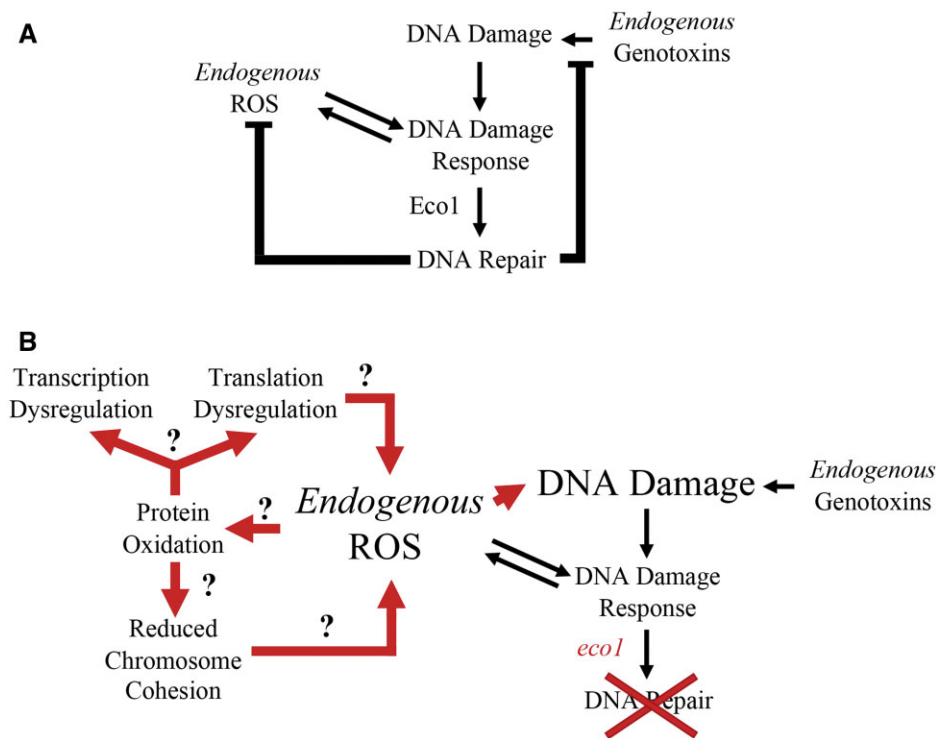 A
DNA Damage
Endogenous
Genotoxins
Endogenous
ROS
DNA Damage
Response
Eco1
DNA Repair
B
Transcription
Dysregulation
Translation
Dysregulation
?
?
Protein
Oxidation
?
Endogenous
ROS
DNA Damage
Endogenous
Genotoxins
?
Reduced
Chromosome
Cohesion
?
DNA Damage
Response
eco1
DNA Repair